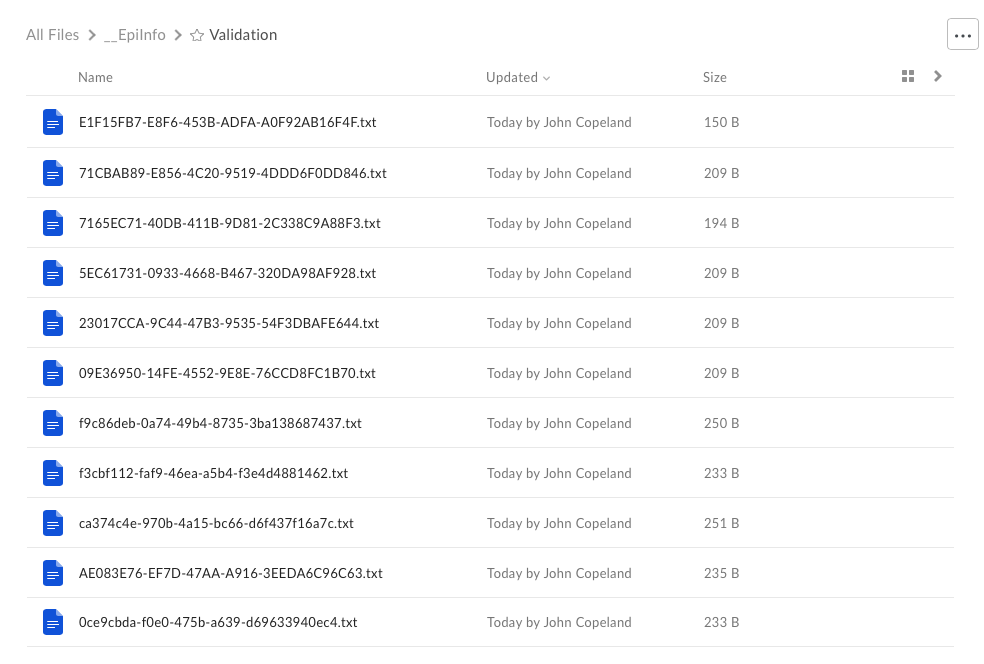 All Files > __EpiInfo > Validation
Name Updated Size
E1F15FB7-E8F6-453B-ADFA-A0F92AB16F4F.txt Today by John Copeland 150 B
71CBAB89-E856-4C20-9519-4DDD6F0DD846.txt Today by John Copeland 209 B
7165EC71-40DB-411B-9D81-2C338C9A88F3.txt Today by John Copeland 194 B
5EC61731-0933-4668-B467-320DA98AF928.txt Today by John Copeland 209 B
23017CCA-9C44-47B3-9535-54F3DBAFE644.txt Today by John Copeland 209 B
09E36950-14FE-4552-9E8E-76CCD8FC1B70.txt Today by John Copeland 209 B
f9c86deb-0a74-49b4-8735-3ba138687437.txt Today by John Copeland 250 B
f3cbf112-faf9-46ea-a5b4-f3e4d4881462.txt Today by John Copeland 233 B
ca374c4e-970b-4a15-bc66-d6f437f16a7c.txt Today by John Copeland 251 B
AE083E76-EF7D-47AA-A916-3EEDA6C96C63.txt Today by John Copeland 235 B
0ce9cbda-f0e0-475b-a639-d69633940ec4.txt Today by John Copeland 233 B